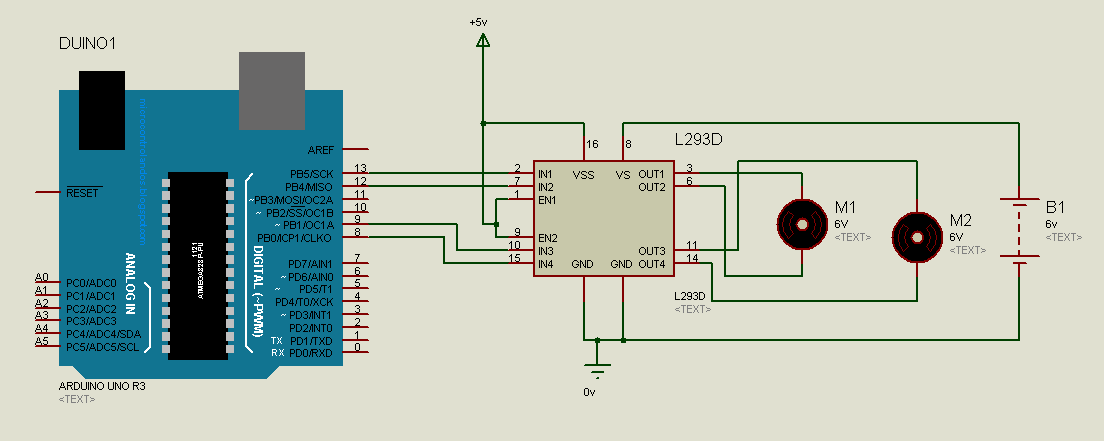 +5v
DUINO1
microcontrolandos.blogspot.com
RESET
AREF
PB5/SCK 13
PB4/MISO 12
~ PB3/MOSI/OC2A 11
~ PB2/SS/OC1B 10
~ PB1/OC1A 9
PB0/ICP1/CLKO 8
PD7/AIN1 7
~ PD6/AIN0 6
~ PD5/T1 5
PD4/T0/XCK 4
~ PD3/INT1 3
PD2/INT0 2
TX PD1/TXD 1
RX PD0/RXD 0
A0 PC0/ADC0
A1 PC1/ADC1
A2 PC2/ADC2
A3 PC3/ADC3
A4 PC4/ADC4/SDA
A5 PC5/ADC5/SCL
ANALOG IN
DIGITAL (~PWM)
1121
ATMEGA328P-PU
ARDUINO UNO R3
<TEXT>
L293D
16 8
VSS VS
2 IN1 OUT1 3
7 IN2 OUT2 6
1 EN1
9 EN2
10 IN3 OUT3 11
15 IN4 GND GND OUT4 14
L293D
<TEXT>
M1
6V
<TEXT>
M2
6V
<TEXT>
B1
6v
<TEXT>
0v